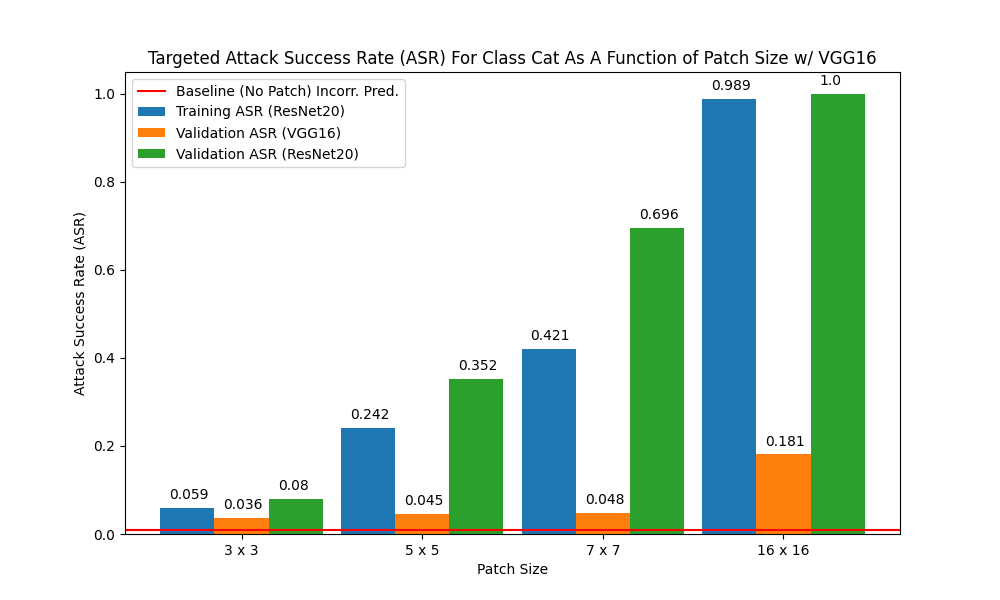 Targeted Attack Success Rate (ASR) For Class Cat As A Function of Patch Size w/ VGG16
Baseline (No Patch) Incorr. Pred.
Training ASR (ResNet20)
Validation ASR (VGG16)
Validation ASR (ResNet20)
Attack Success Rate (ASR)
1.0
0.8
0.6
0.4
0.2
0.0
0.059
0.036
0.08
0.242
0.045
0.352
0.421
0.048
0.696
0.989
0.181
1.0
3 x 3
5 x 5
7 x 7
16 x 16
Patch Size